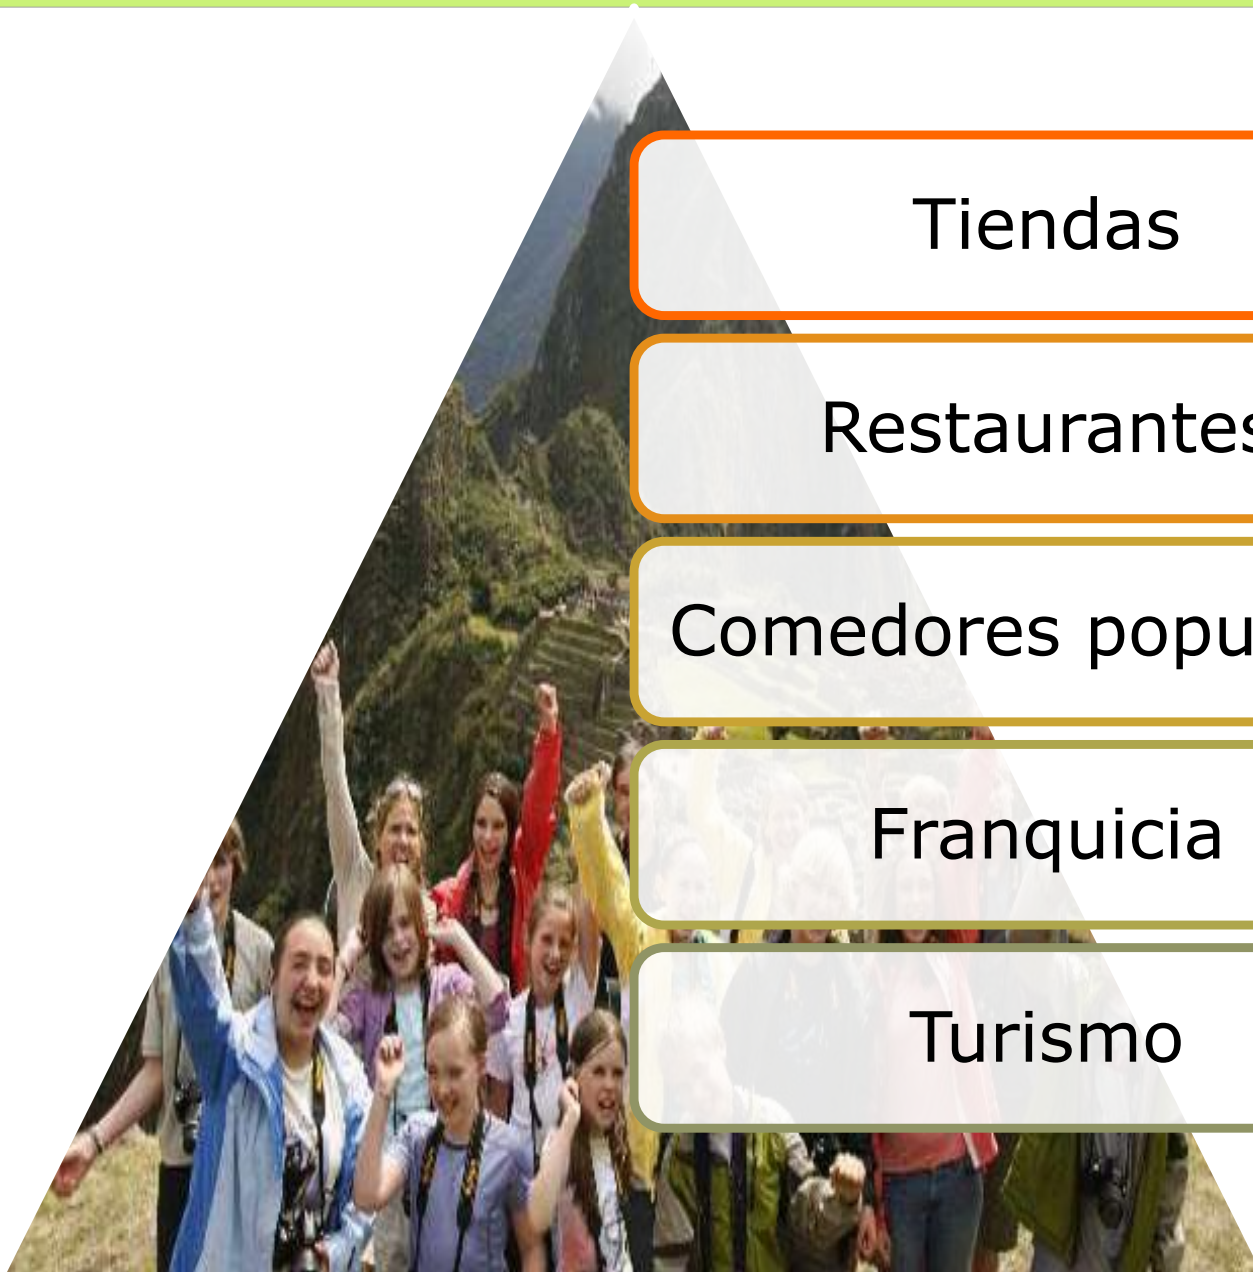 Tiendas
Restaurantes
Comedores popu
Franquicia
Turismo